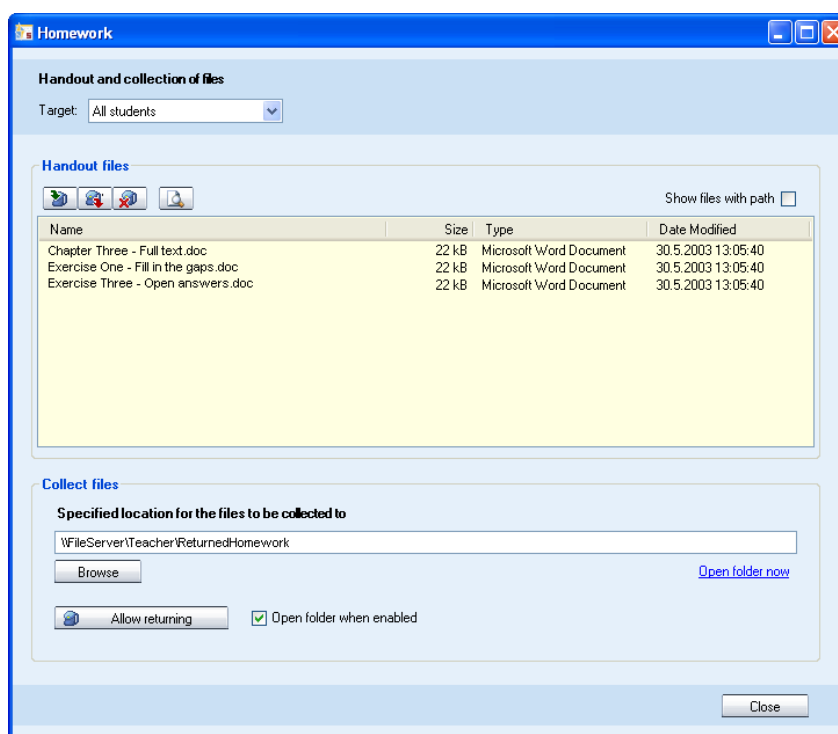 Homework
Handout and collection of files
Target: All students
Handout files
Show files with path
Name Size Type Date Modified
Chapter Three - Full text.doc 22 kB Microsoft Word Document 30.5.2003 13:05:40
Exercise One - Fill in the gaps.doc 22 kB Microsoft Word Document 30.5.2003 13:05:40
Exercise Three - Open answers.doc 22 kB Microsoft Word Document 30.5.2003 13:05:40
Collect files
Specified location for the files to be collected to
\\FileServer\Teacher\ReturnedHomework
Browse Open folder now
Allow returning Open folder when enabled
Close